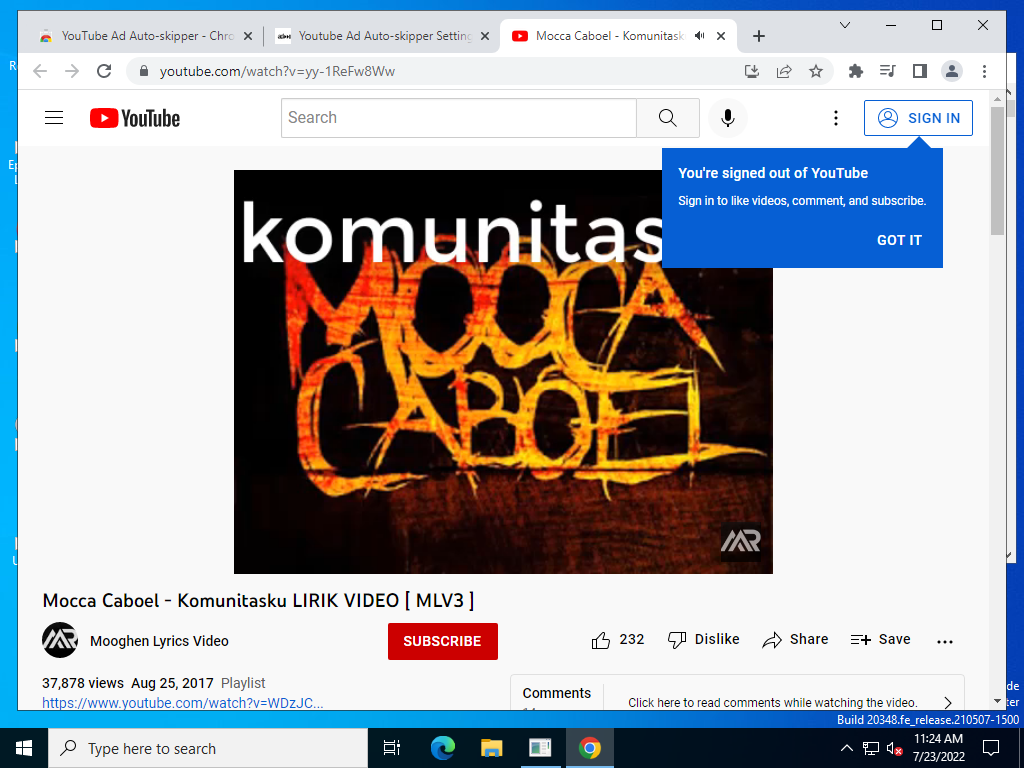 YouTube Ad Auto-skipper - Chro
Youtube Ad Auto-skipper Setting
Mocca Caboel - Komunitask
youtube.com/watch?v=yy-1ReFw8Ww
YouTube
Search
SIGN IN
You're signed out of YouTube
Sign in to like videos, comment, and subscribe.
GOT IT
komunitas
MOCCA
CABOEL
MR
Mocca Caboel - Komunitasku LIRIK VIDEO [ MLV3 ]
Mooghen Lyrics Video
SUBSCRIBE
232
Dislike
Share
Save
37,878 views Aug 25, 2017 Playlist
https://www.youtube.com/watch?v=WDzJC...
Comments
Click here to read comments while watching the video.
Build 20348.fe_release.210507-1500
Type here to search
11:24 AM
7/23/2022